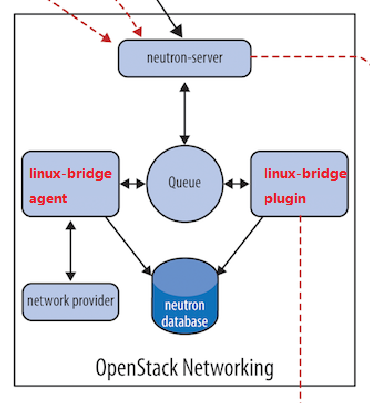 neutron-server
linux-bridge
agent
Queue
linux-bridge
plugin
network provider
neutron
database
OpenStack Networking